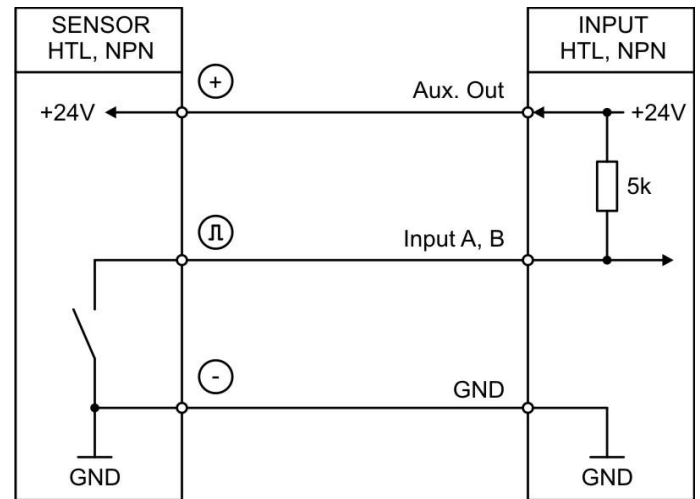 SENSOR
HTL, NPN
INPUT
HTL, NPN
+
Aux. Out
+24V
+24V
5k
Input A, B
-
GND
GND
GND